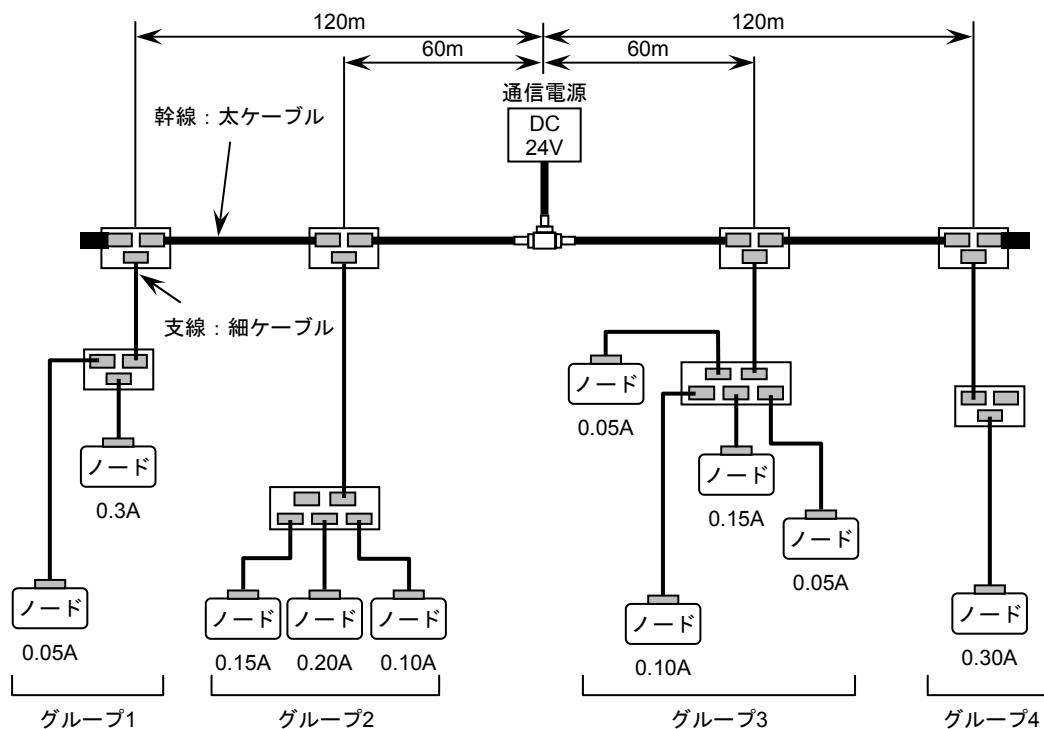 120m
120m
60m
60m
通信電源
DC
24V
幹線：太ケーブル
支線：細ケーブル
ノード
0.05A
ノード
0.3A
ノード
0.15A
ノード
0.05A
ノード
0.05A
ノード
0.15A
ノード
0.20A
ノード
0.10A
ノード
0.10A
ノード
0.30A
グループ1
グループ2
グループ3
グループ4